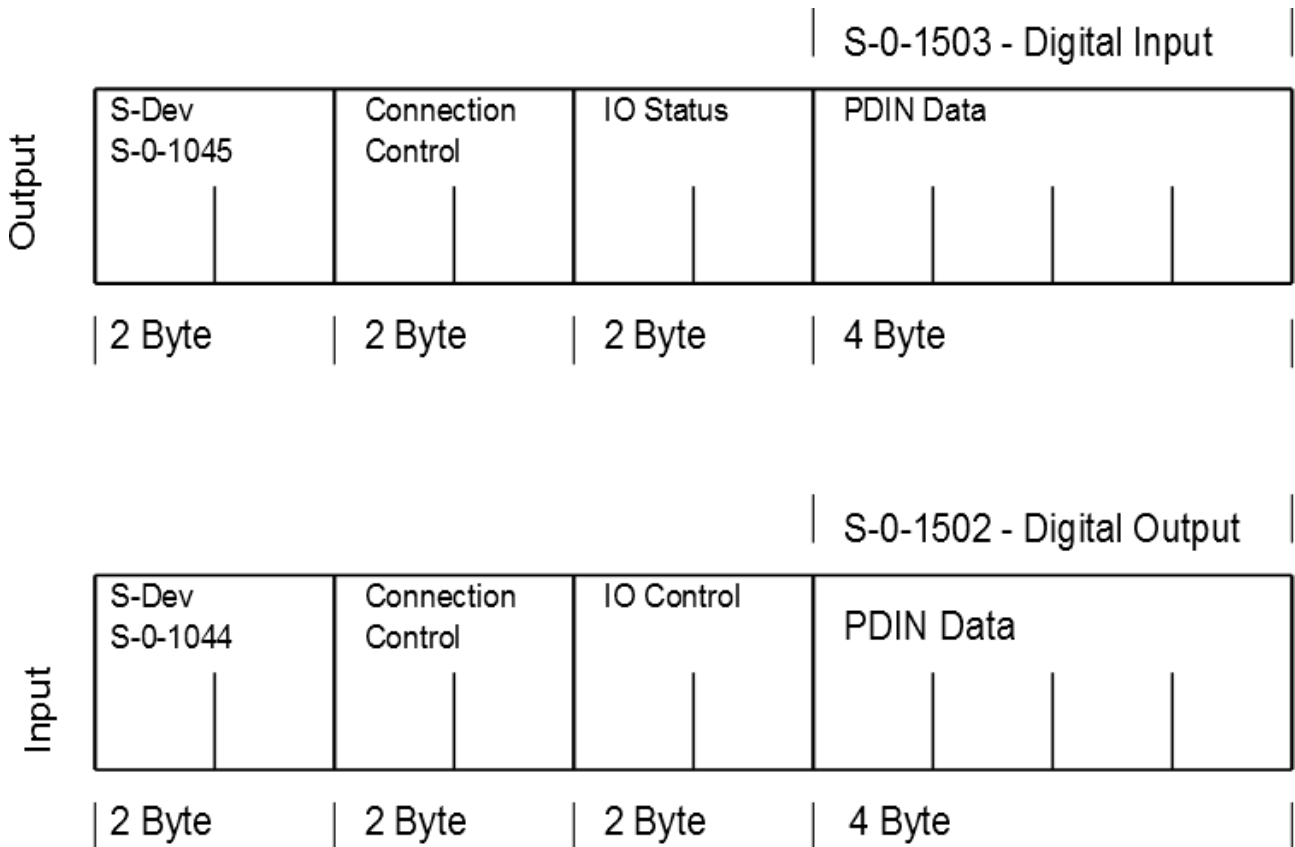 S-0-1503 - Digital Input
Output
S-Dev
S-0-1045
Connection
Control
IO Status
PDIN Data
2 Byte
2 Byte
2 Byte
4 Byte
S-0-1502 - Digital Output
Input
S-Dev
S-0-1044
Connection
Control
IO Control
PDIN Data
2 Byte
2 Byte
2 Byte
4 Byte